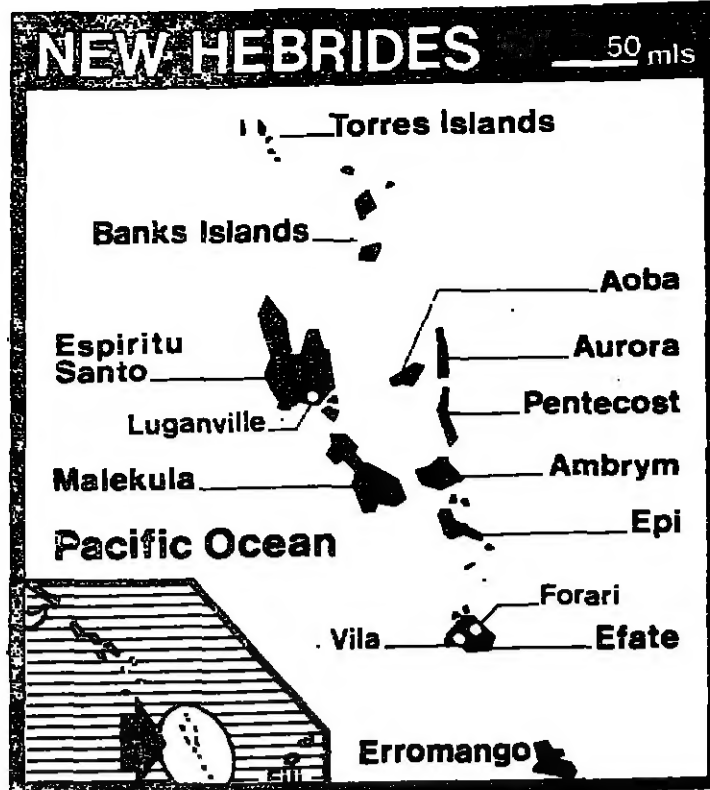 NEW HEBRIDES
50 mls
Torres Islands
Banks Islands
Aoba
Espiritu
Santo
Aurora
Luganville
Pentecost
Malekula
Ambrym
Epi
Pacific Ocean
Forari
Vila
Efate
Erromango
Fiji